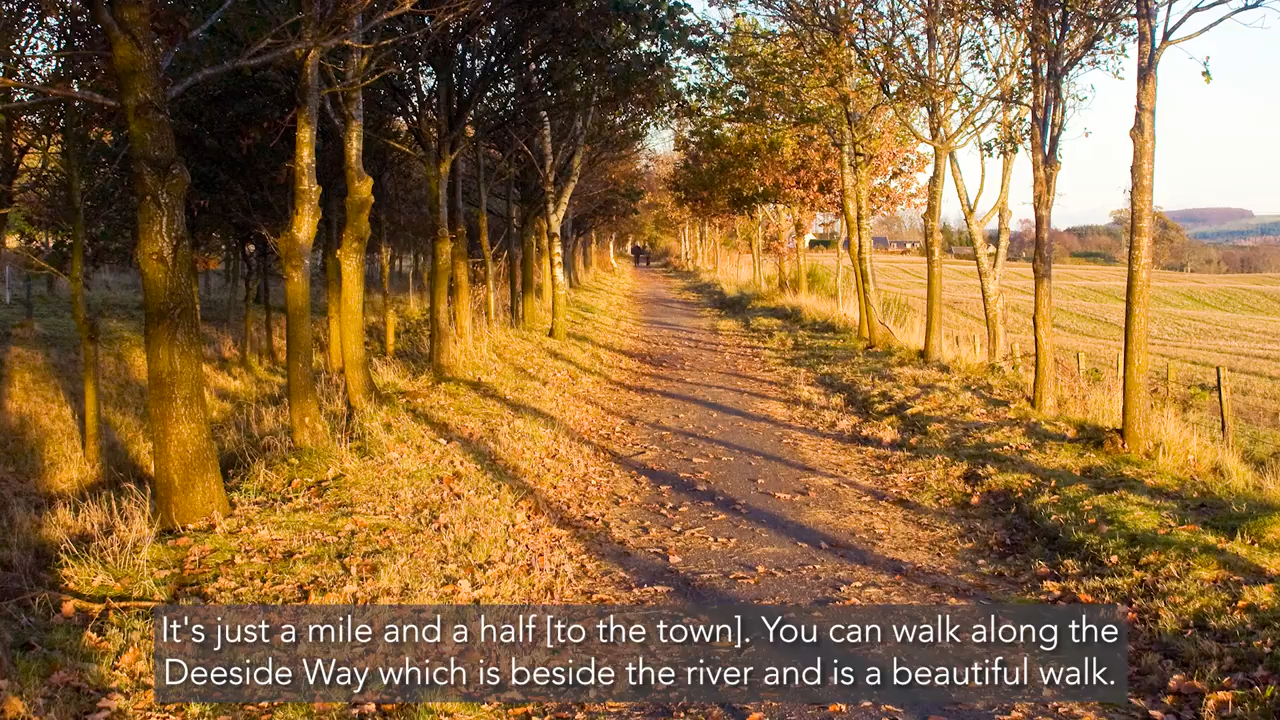 It's just a mile and a half [to the town]. You can walk along the
Deeside Way which is beside the river and is a beautiful walk.